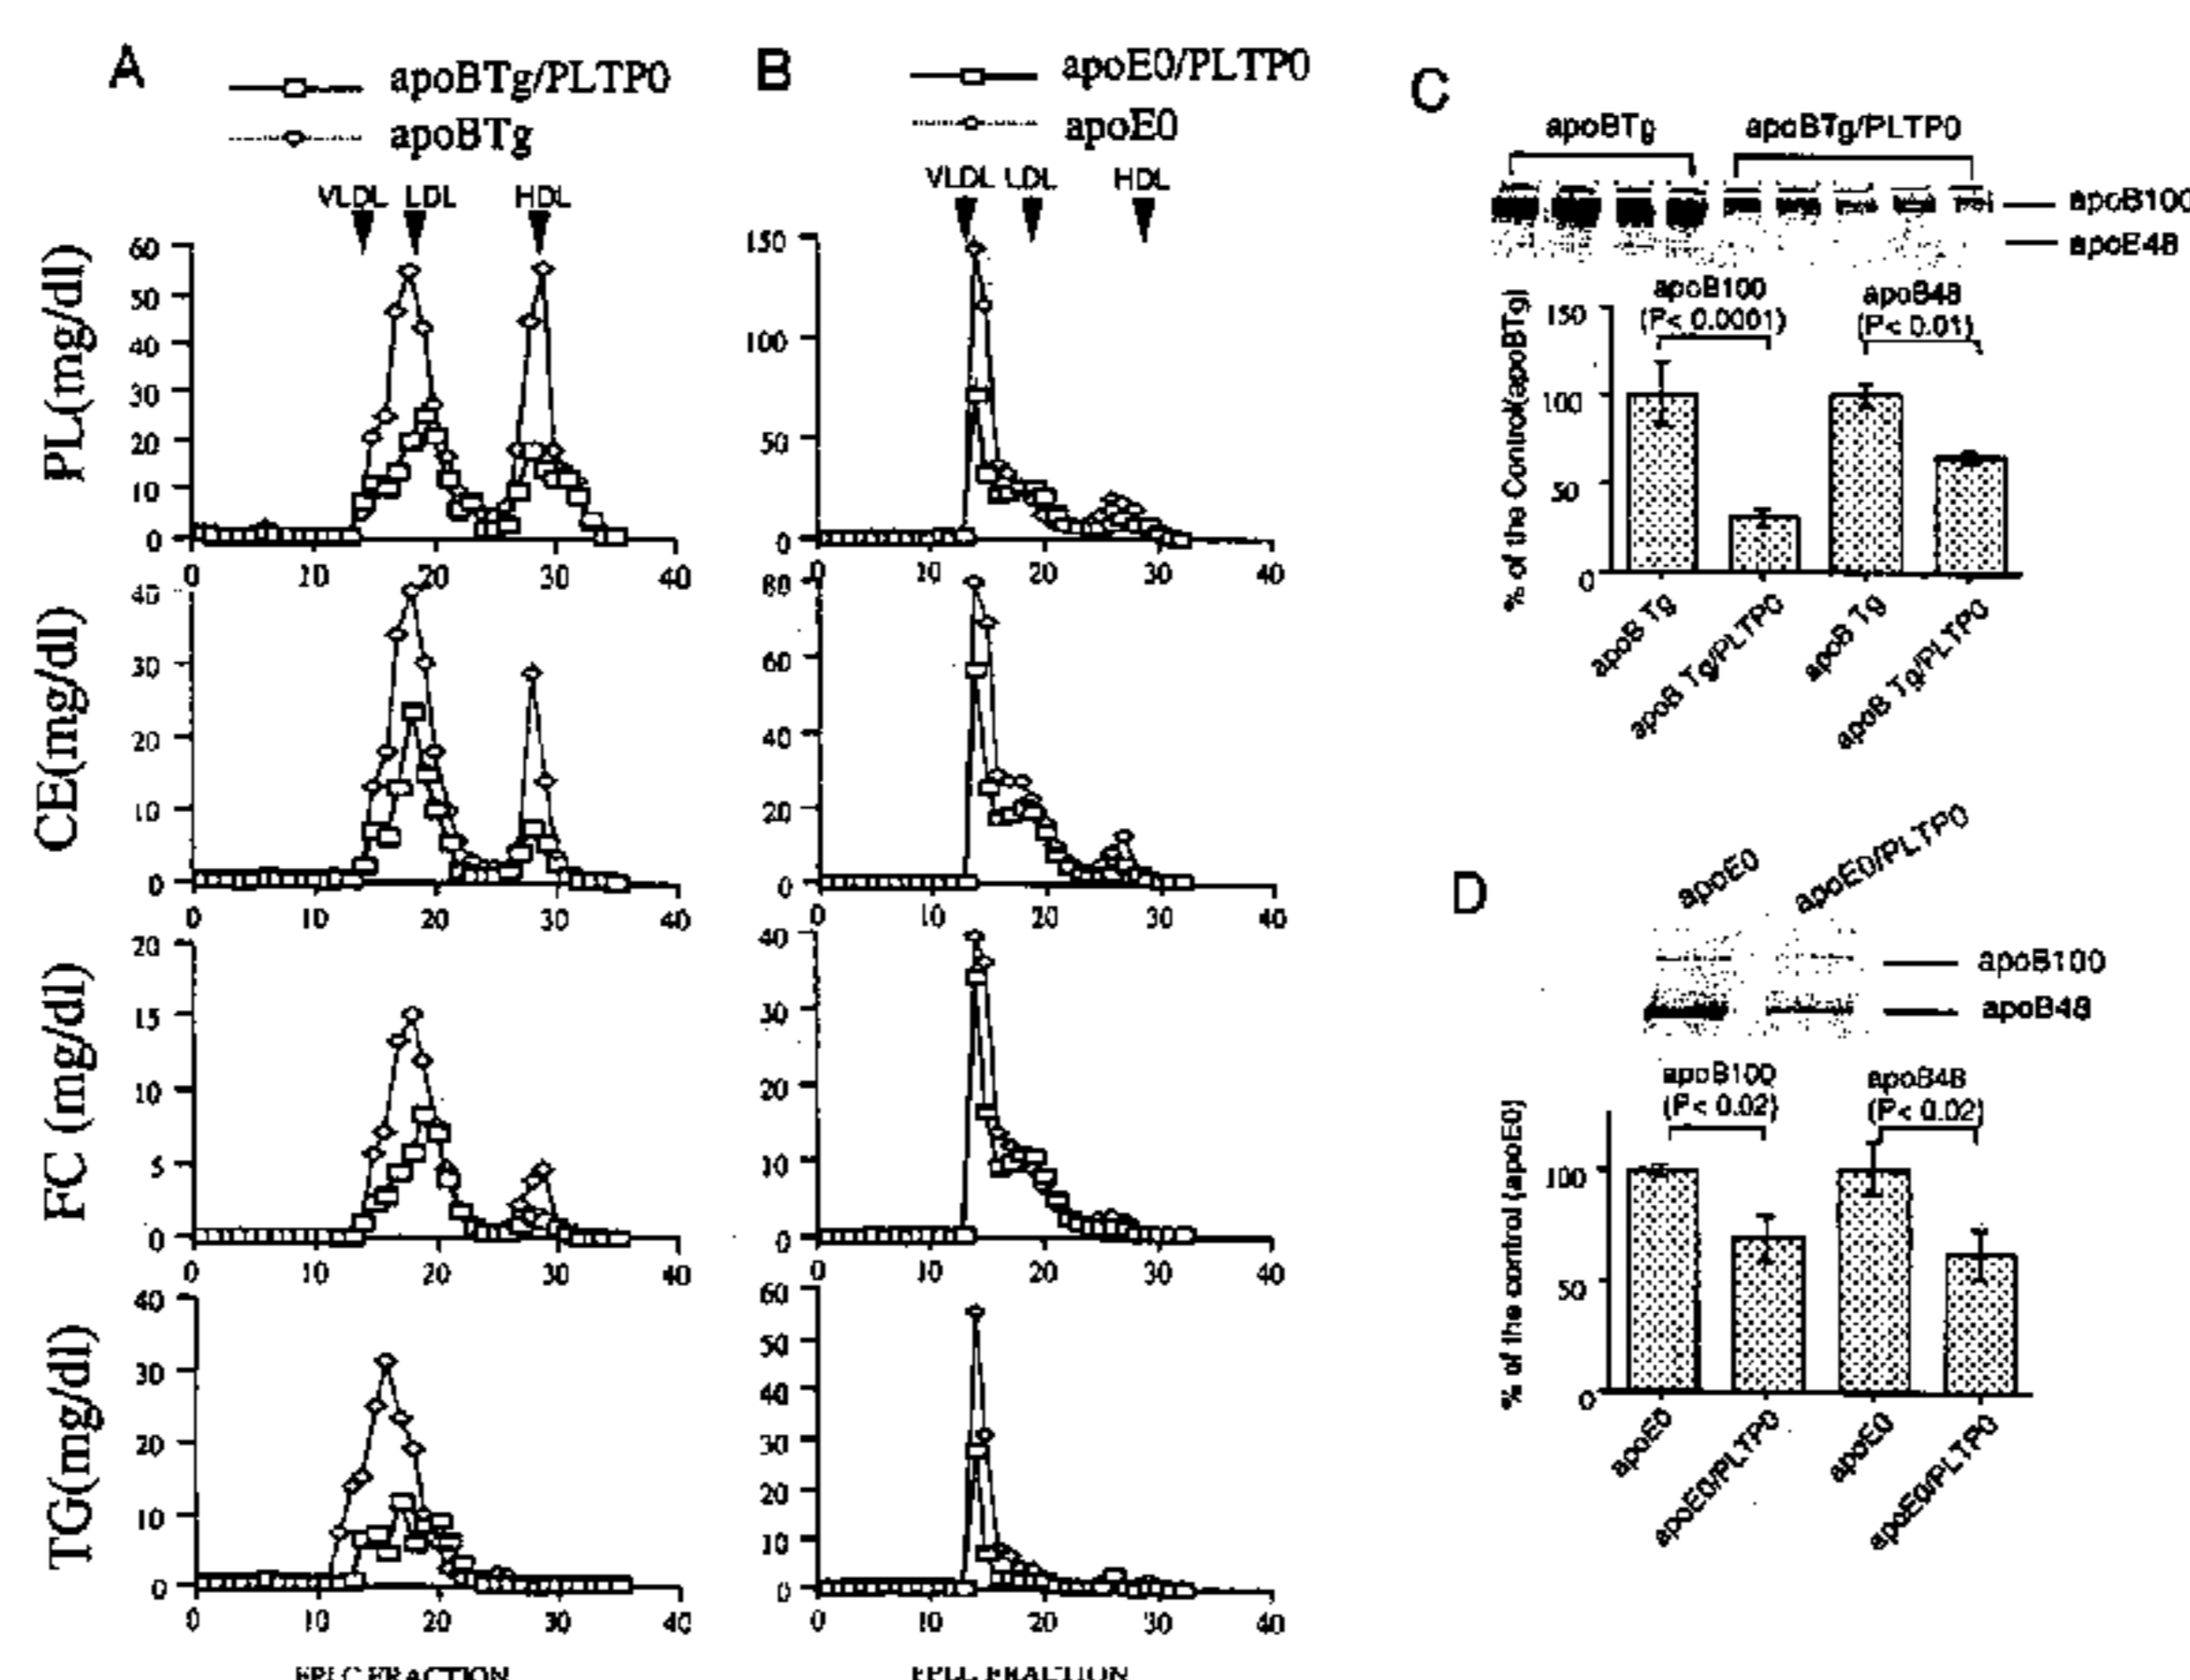 A
apoBTg/PLTP0
apoBTg
VLDL LDL HDL
PL(mg/dl)
60
50
40
30
20
10
0
0 10 20 30 40
CE(mg/dl)
40
30
20
10
0
0 10 20 30 40
FC (mg/dl)
20
15
10
5
0
0 10 20 30 40
TG(mg/dl)
40
30
20
10
0
0 10 20 30 40
FPLC FRACTION
B
apoE0/PLTP0
apoE0
VLDL LDL HDL
150
100
50
0
0 10 20 30 40
80
60
40
20
0
0 10 20 30 40
40
30
20
10
0
0 10 20 30 40
60
50
40
30
20
10
0
0 10 20 30 40
FPLC FRACTION
C
apoBTg apoBTg/PLTP0
apoB100
apoE48
% of the Control(apoBTg)
apoB100 apoB48
(P< 0.0001) (P< 0.01)
150
100
50
0
apoB Tg
apoB Tg/PLTP0
apoB Tg
apoB Tg/PLTP0
D
apoE0 apoE0/PLTP0
apoB100
apoB48
% of the control (apoE0)
apoB100 apoB48
(P< 0.02) (P< 0.02)
100
50
0
apoE0
apoE0/PLTP0
apoE0
apoE0/PLTP0